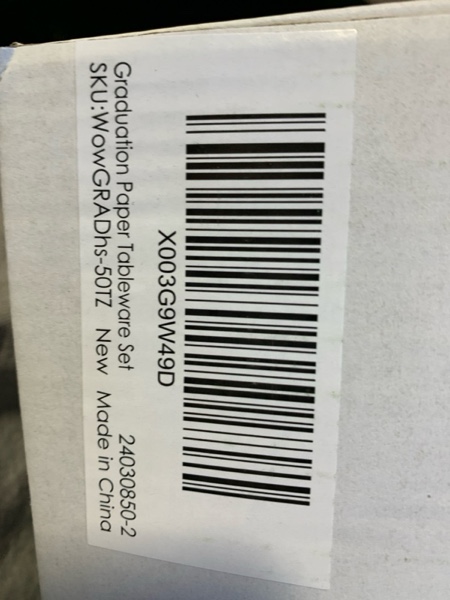 X003G9W49D
Graduation Paper Tableware Set 24030850-2
SKU:WowGRADhs-50TZ New Made in China